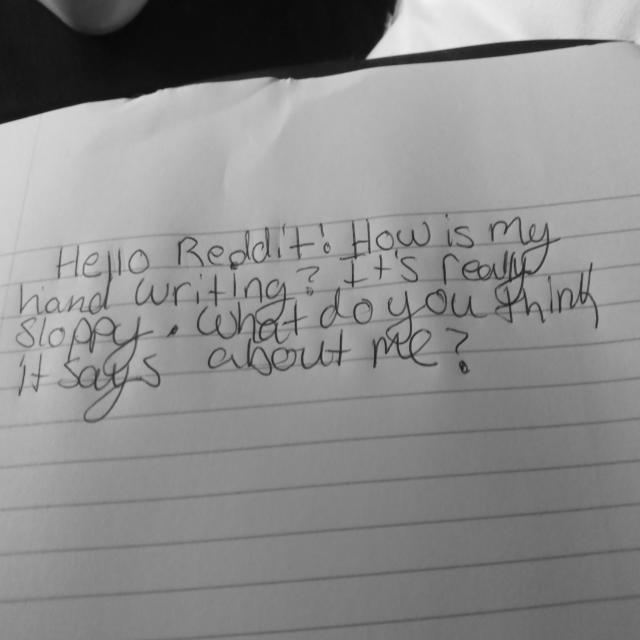 Hello Reddit! How is my
hand writing? It's really
sloppy. What do you think
it says about me?